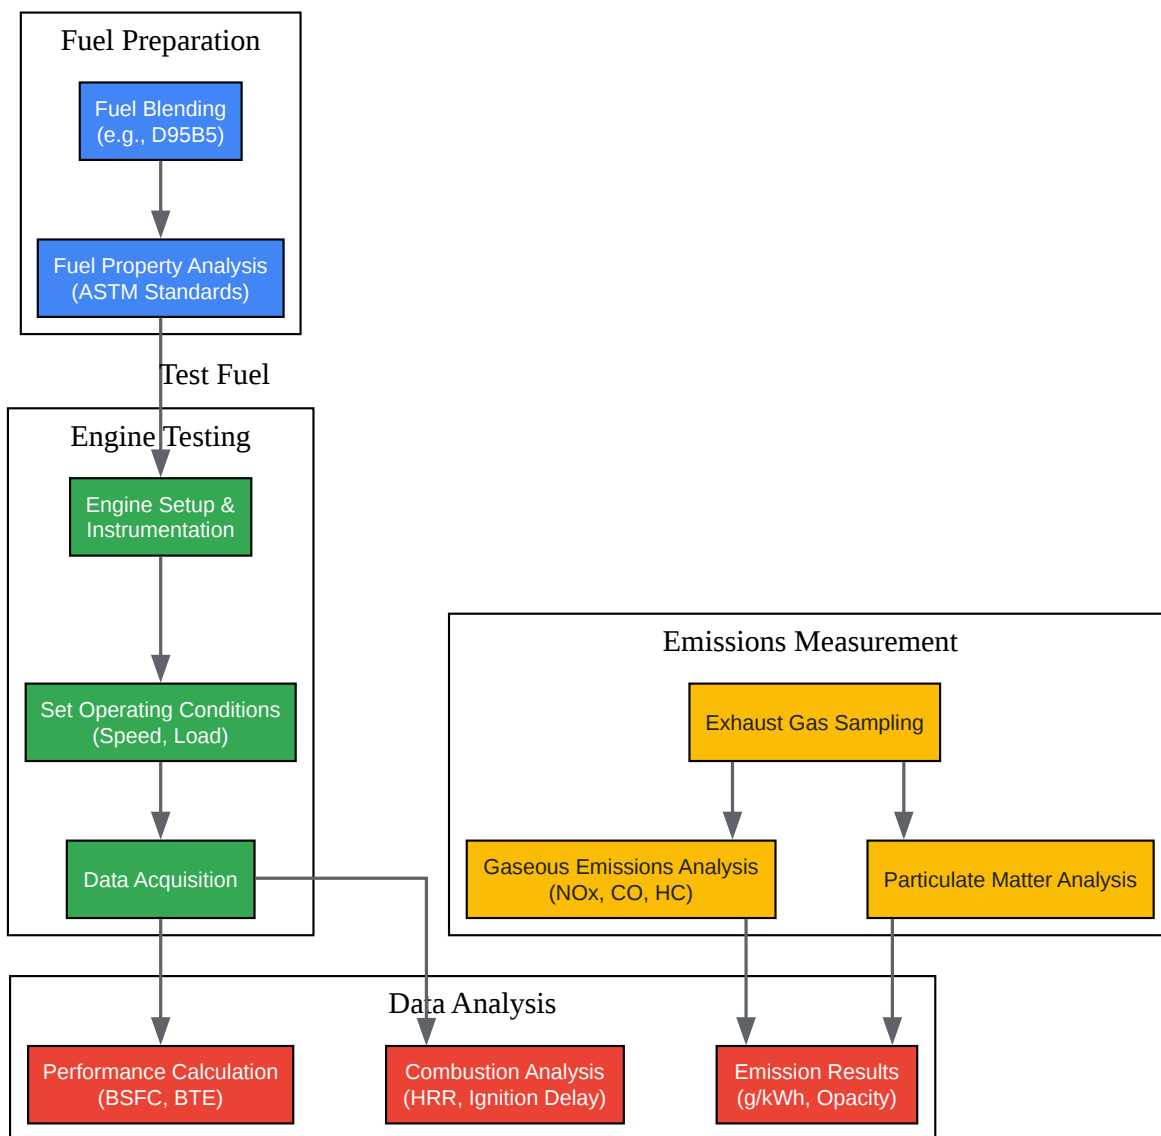 Fuel Preparation
Fuel Blending
(e.g., D95B5)
Fuel Property Analysis
(ASTM Standards)
Test Fuel
Engine Testing
Engine Setup &
Instrumentation
Set Operating Conditions
(Speed, Load)
Data Acquisition
Emissions Measurement
Exhaust Gas Sampling
Gaseous Emissions Analysis
(NOx, CO, HC)
Particulate Matter Analysis
Data Analysis
Performance Calculation
(BSFC, BTE)
Combustion Analysis
(HRR, Ignition Delay)
Emission Results
(g/kWh, Opacity)